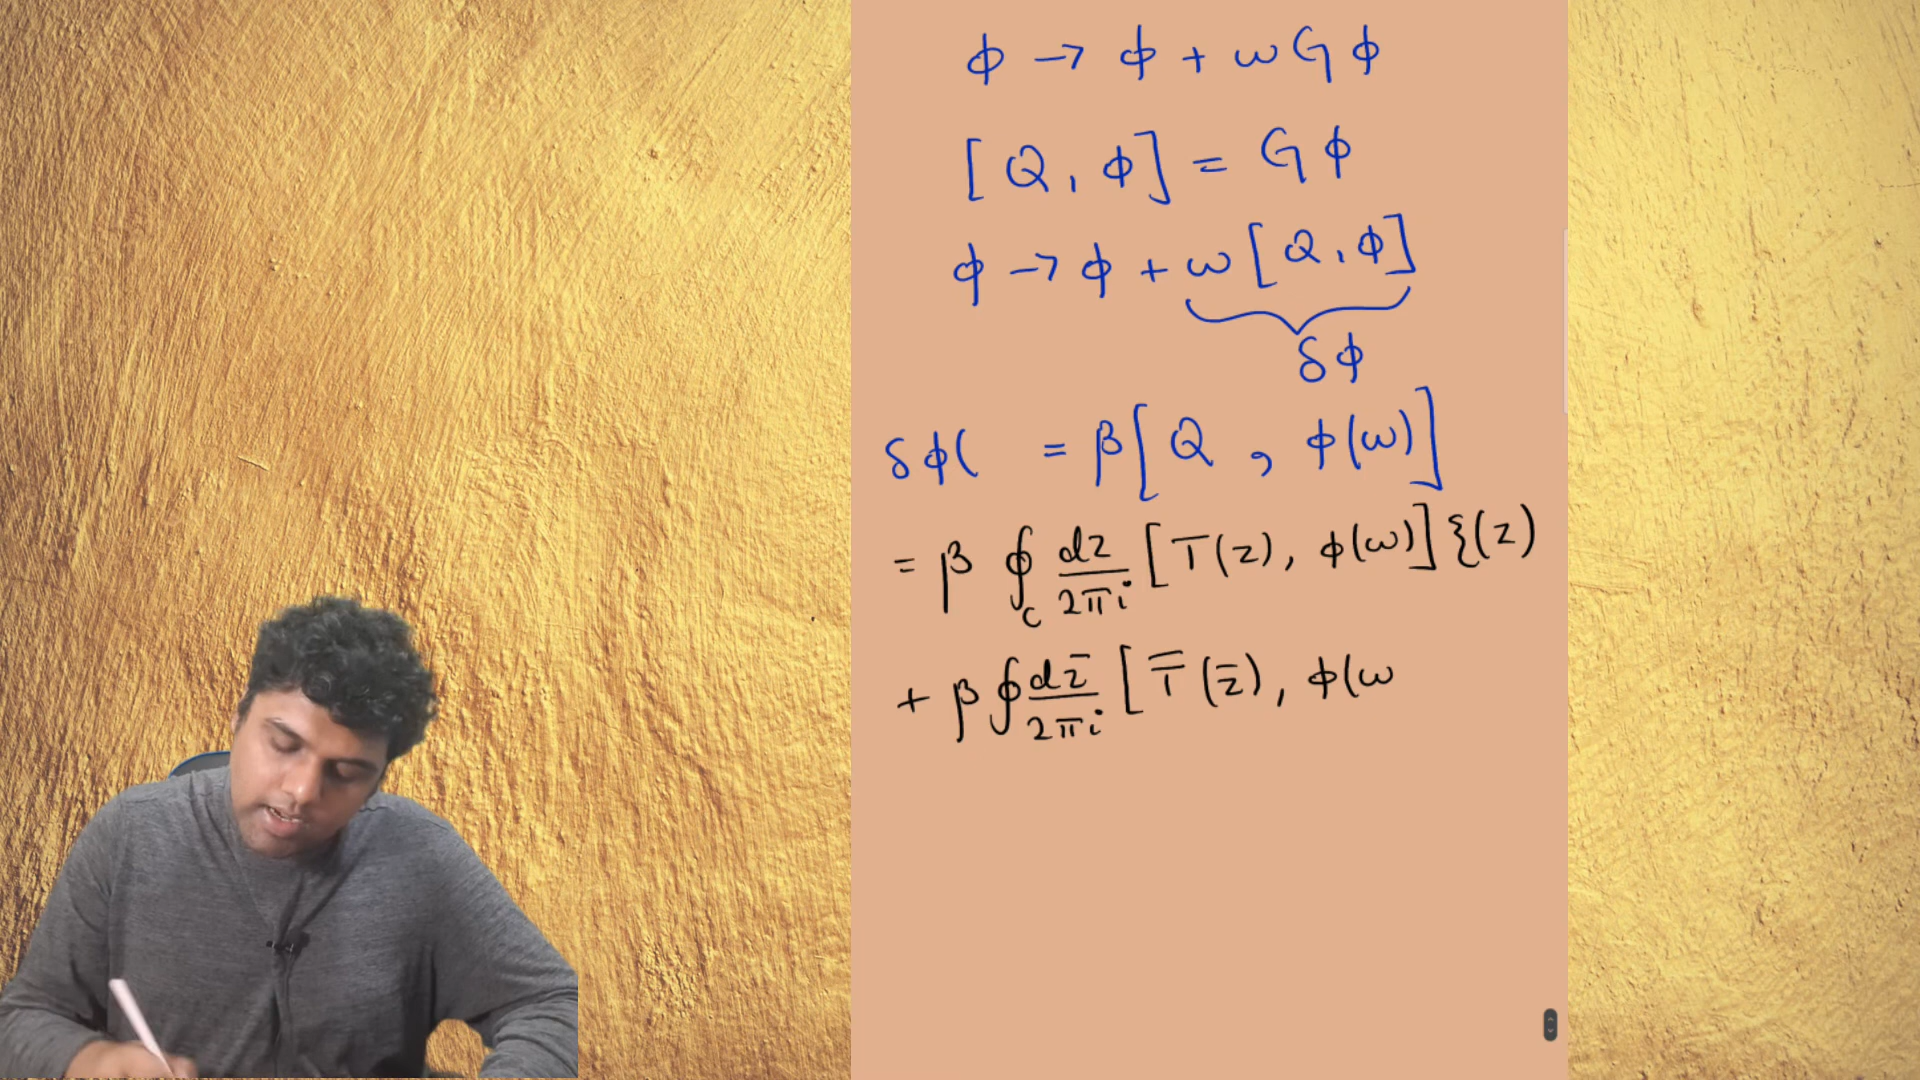 ϕ → ϕ + ω G ϕ
[Q, ϕ] = G ϕ
ϕ → ϕ + ω [Q, ϕ]
δϕ
δϕ( = β[Q , ϕ(ω)]
= β ∮_C dz/2πi [T(z), ϕ(ω)] ξ(z)
+ β ∮ dz̄/2πi [T̄(z̄), ϕ(ω